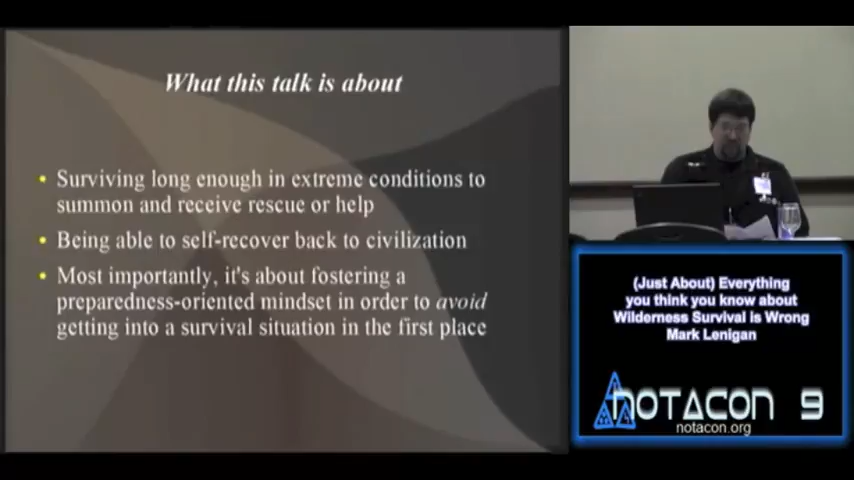 What this talk is about
Surviving long enough in extreme conditions to
summon and receive rescue or help
Being able to self-recover back to civilization
Most importantly, it's about fostering a
preparedness-oriented mindset in order to avoid
getting into a survival situation in the first place
(Just About) Everything
you think you know about
Wilderness Survival is Wrong
Mark Lenigan
NOTACON 9
notacon.org